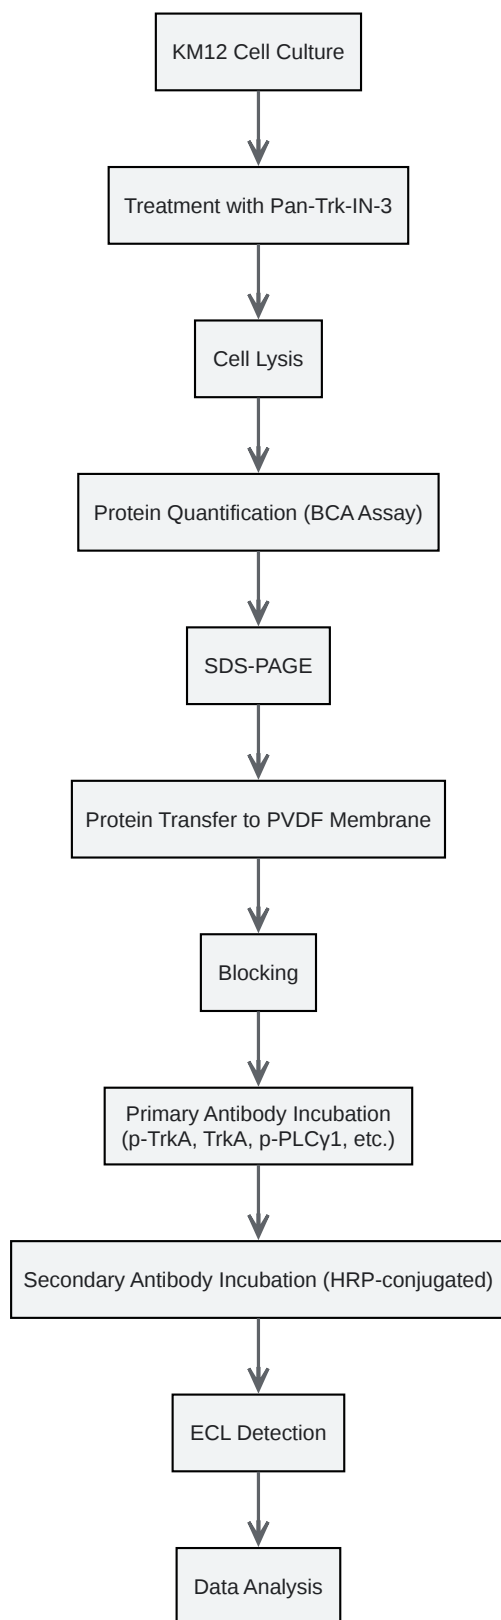 KM12 Cell Culture
Treatment with Pan-Trk-IN-3
Cell Lysis
Protein Quantification (BCA Assay)
SDS-PAGE
Protein Transfer to PVDF Membrane
Blocking
Primary Antibody Incubation
(p-TrkA, TrkA, p-PLCγ1, etc.)
Secondary Antibody Incubation (HRP-conjugated)
ECL Detection
Data Analysis